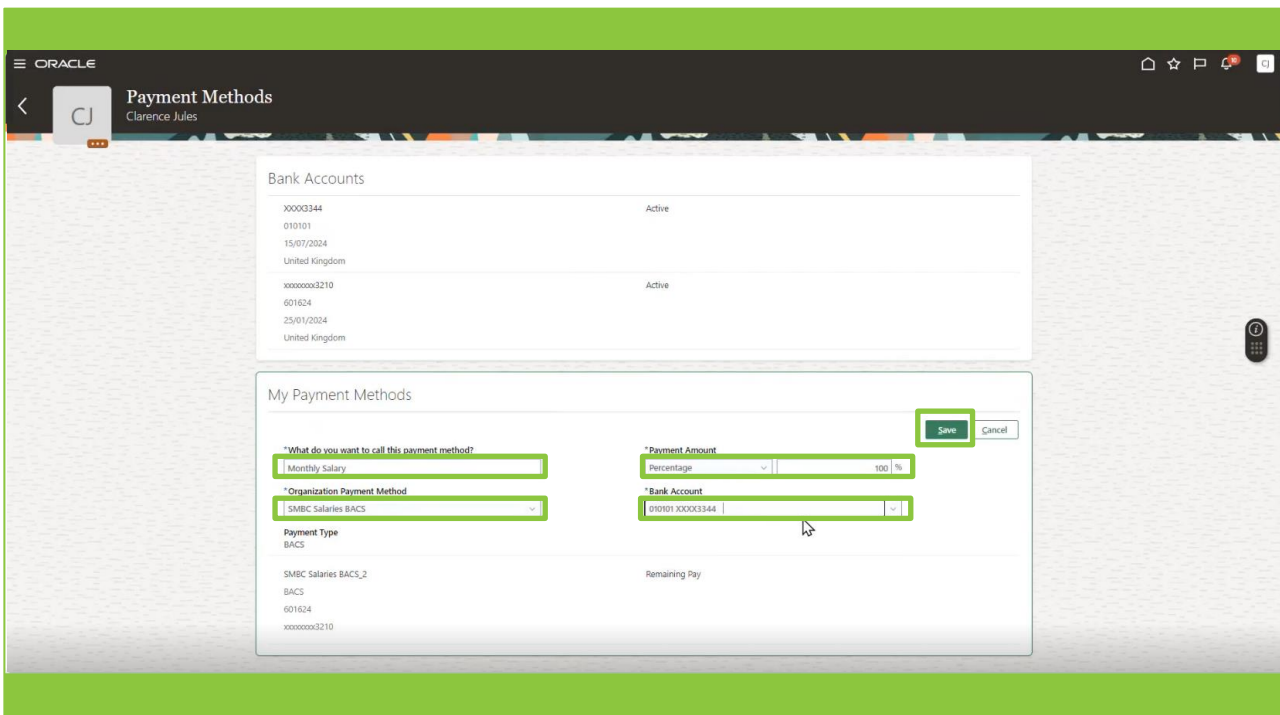 ORACLE
CJ
CJ
Payment Methods
Clarence Jules
Bank Accounts
XXXX3344
Active
010101
15/07/2024
United Kingdom
xxxxxxxx3210
Active
601624
25/01/2024
United Kingdom
My Payment Methods
Save
Cancel
*What do you want to call this payment method?
*Payment Amount
Monthly Salary
Percentage
100 %
*Organization Payment Method
*Bank Account
SMBC Salaries BACS
010101 XXXX3344
Payment Type
BACS
SMBC Salaries BACS_2
Remaining Pay
BACS
601624
xxxxxxxx3210